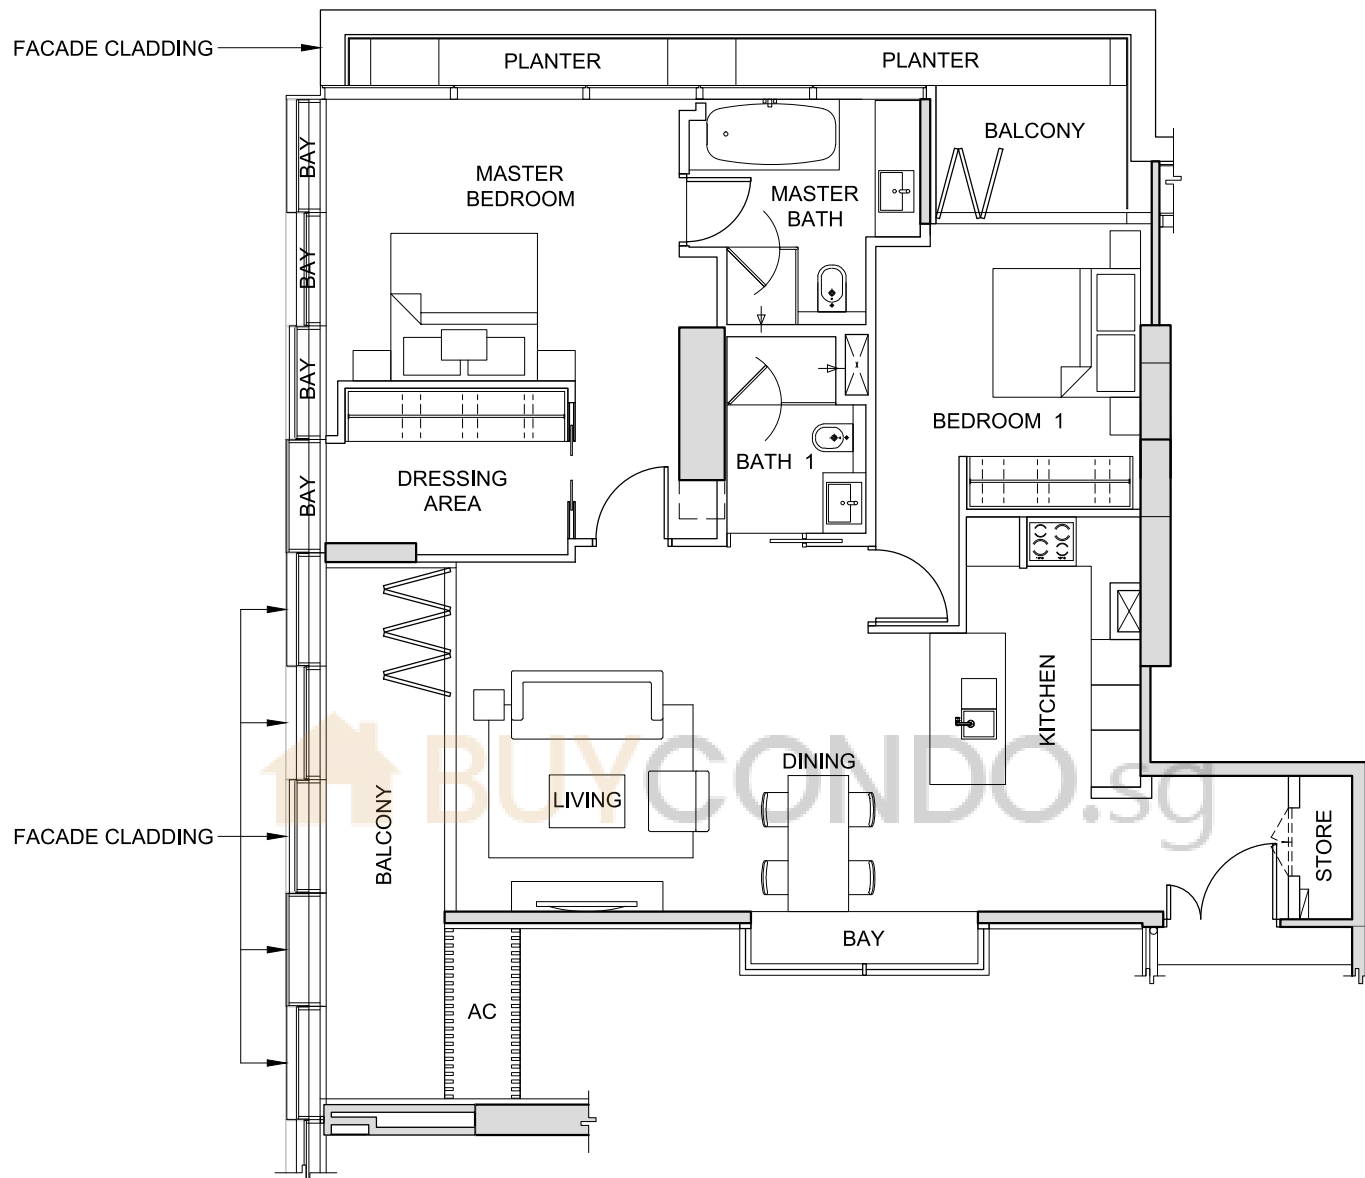 FACADE CLADDING
PLANTER
PLANTER
BAY
MASTER
BEDROOM
MASTER
BATH
BALCONY
BAY
BAY
BEDROOM 1
BATH 1
DRESSING
AREA
BAY
KITCHEN
BUYCONDO.sg
DINING
LIVING
BALCONY
FACADE CLADDING
STORE
BAY
AC